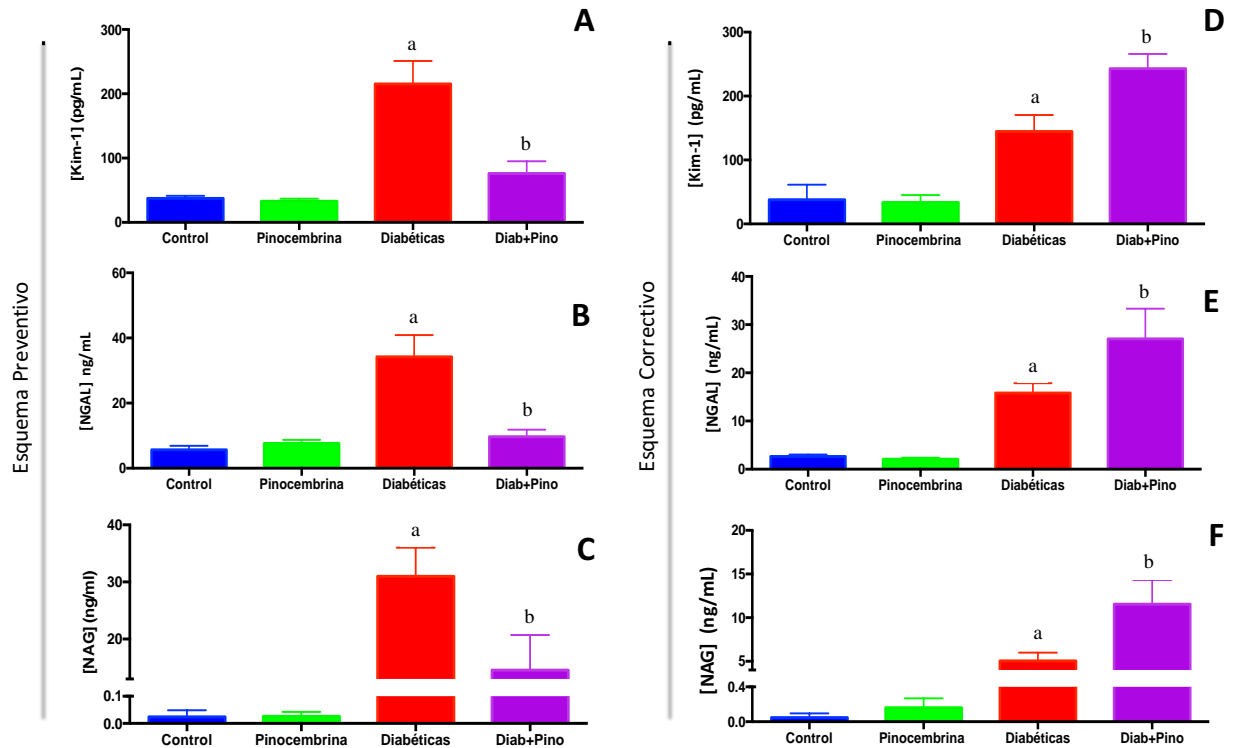 Esquema Preventivo
A
[Kim-1] (pg/mL)
300
200
100
0
a
b
Control Pinocembrina Diabéticas Diab+Pino
B
[NGAL] ng/mL
60
40
20
0
a
b
Control Pinocembrina Diabéticas Diab+Pino
C
[NAG] (ng/ml)
40
30
20
0.1
0.0
a
b
Control Pinocembrina Diabéticas Diab+Pino
Esquema Correctivo
D
[Kim-1] (pg/mL)
300
200
100
0
a
b
Control Pinocembrina Diabéticas Diab+Pino
E
[NGAL] (ng/mL)
40
30
20
10
0
a
b
Control Pinocembrina Diabéticas Diab+Pino
F
[NAG] (ng/mL)
20
15
10
5
0.4
0.0
a
b
Control Pinocembrina Diabéticas Diab+Pino